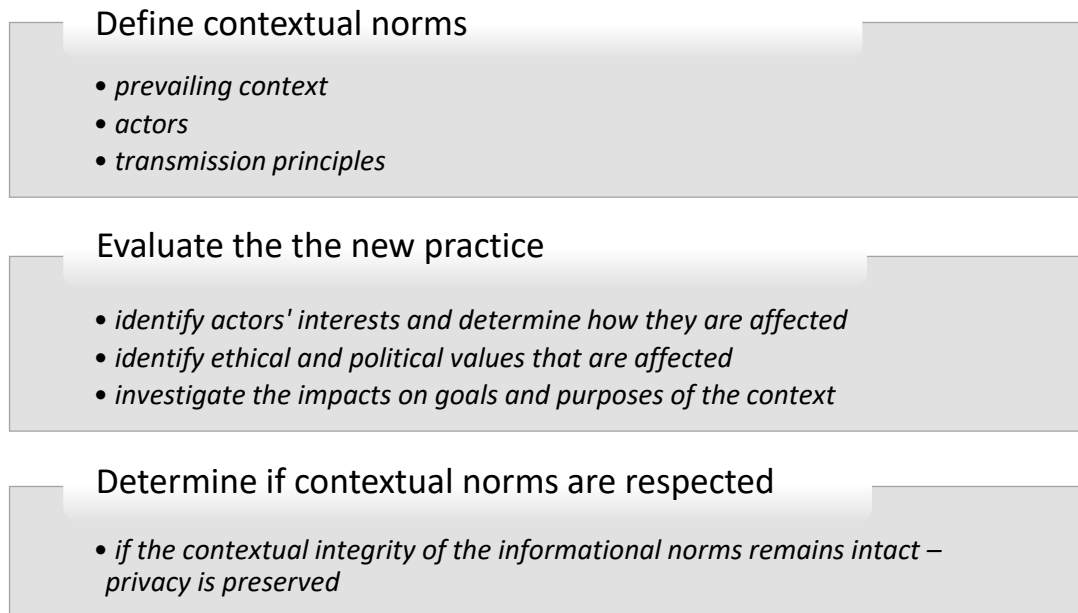 Define contextual norms
• prevailing context
• actors
• transmission principles
Evaluate the the new practice
• identify actors' interests and determine how they are affected
• identify ethical and political values that are affected
• investigate the impacts on goals and purposes of the context
Determine if contextual norms are respected
• if the contextual integrity of the informational norms remains intact –
privacy is preserved